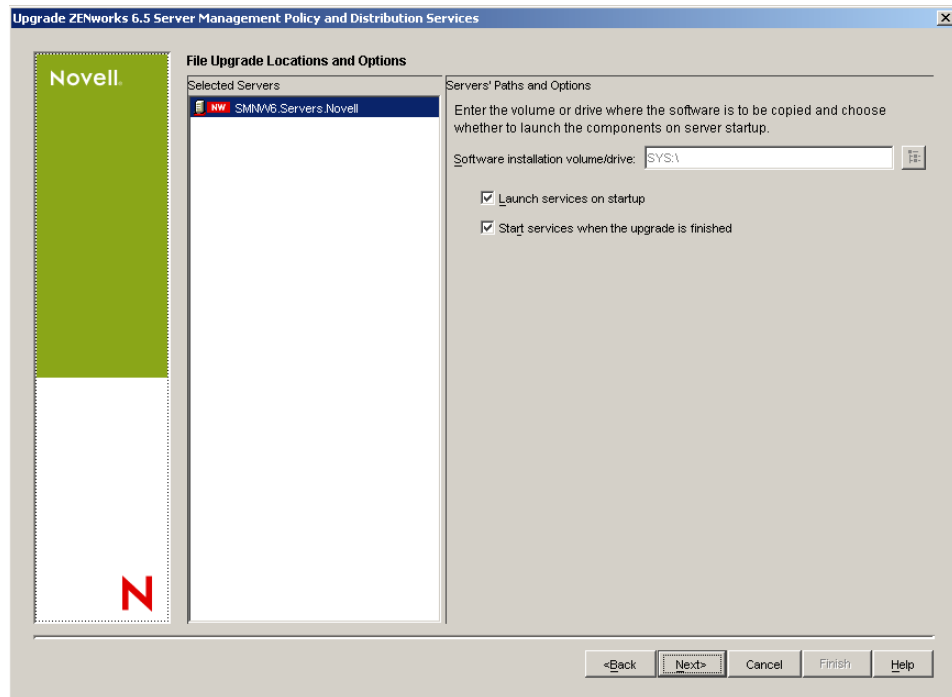 Upgrade ZENworks 6.5 Server Management Policy and Distribution Services
Novell.
File Upgrade Locations and Options
Selected Servers
NW SMNW6.Servers.Novell
Servers' Paths and Options
Enter the volume or drive where the software is to be copied and choose
whether to launch the components on server startup.
Software installation volume/drive: SYS:\
Launch services on startup
Start services when the upgrade is finished
N
<Back Next> Cancel Finish Help